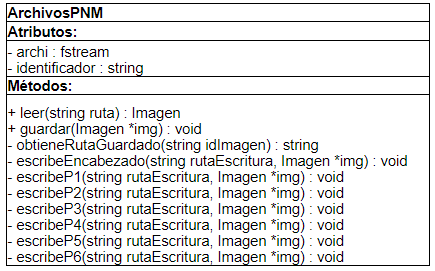 ArchivosPNM
Atributos:
- archi : fstream
- identificador : string
Métodos:
+ leer(string ruta) : Imagen
+ guardar(Imagen *img) : void
- obtieneRutaGuardado(string idImagen) : string
- escribeEncabezado(string rutaEscritura, Imagen *img) : void
- escribeP1(string rutaEscritura, Imagen *img) : void
- escribeP2(string rutaEscritura, Imagen *img) : void
- escribeP3(string rutaEscritura, Imagen *img) : void
- escribeP4(string rutaEscritura, Imagen *img) : void
- escribeP5(string rutaEscritura, Imagen *img) : void
- escribeP6(string rutaEscritura, Imagen *img) : void